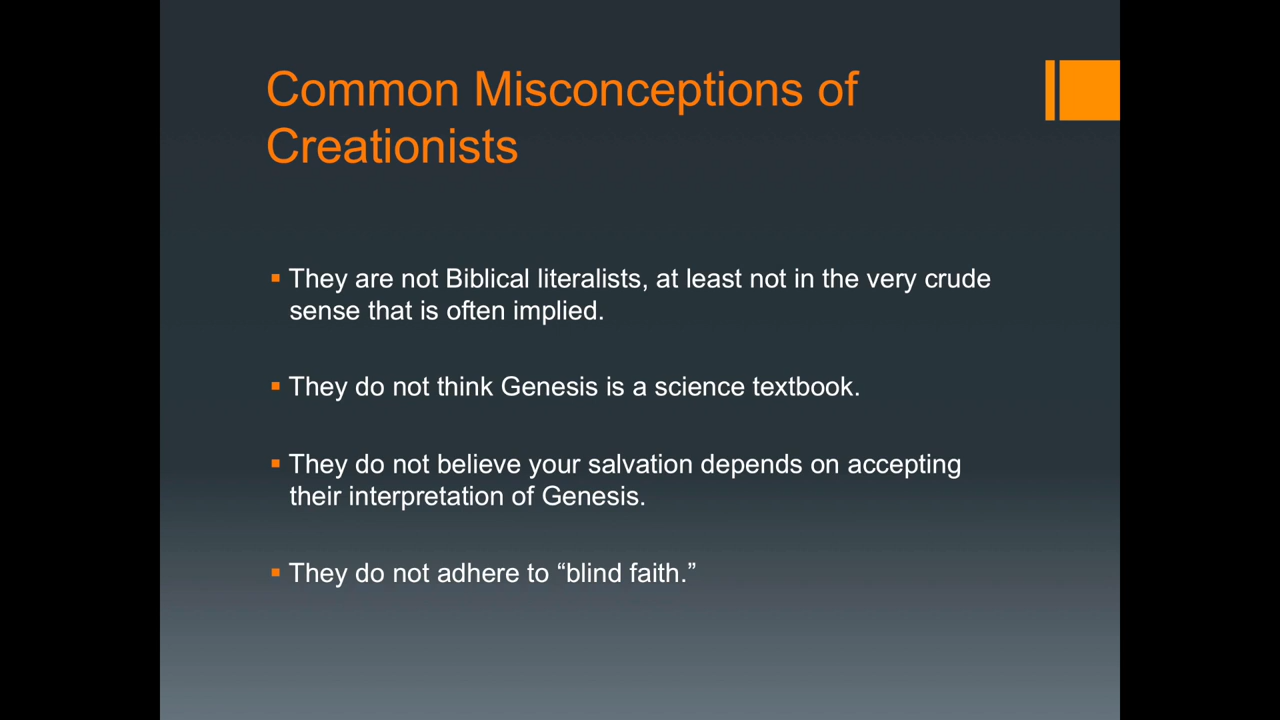 Common Misconceptions of
Creationists
▪ They are not Biblical literalists, at least not in the very crude
sense that is often implied.
▪ They do not think Genesis is a science textbook.
▪ They do not believe your salvation depends on accepting
their interpretation of Genesis.
▪ They do not adhere to “blind faith.”